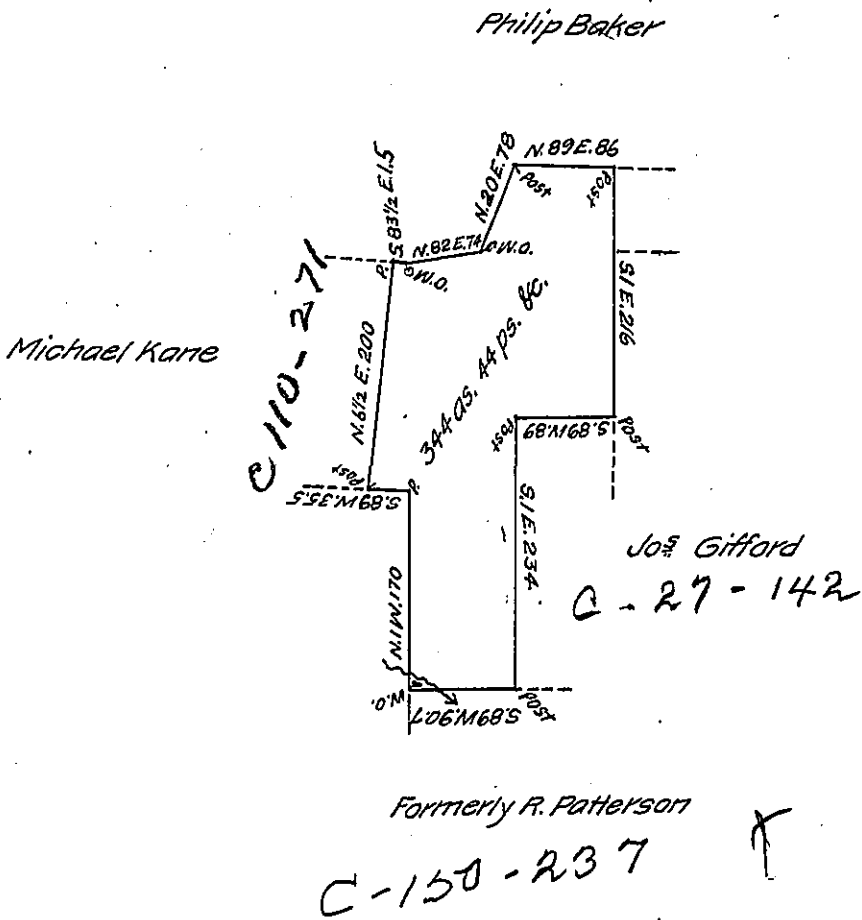 Philip Baker
N.89E.86
Post
Post
N.20E.78
S.83½E.15
N.82E.74
W.O.
W.O.
P.
S.1E.216
C 110-271
Michael Kane
N.6½E.200
344 as. 44 ps. &c.
Post
S.89W.35.5
P.
Post
S.89W.89
Post
S.1E.234
Jos. Gifford
C - 27 - 142
N.1W.170
W.O.
S.89W.90.7
Post
Formerly R. Patterson
C-150-237